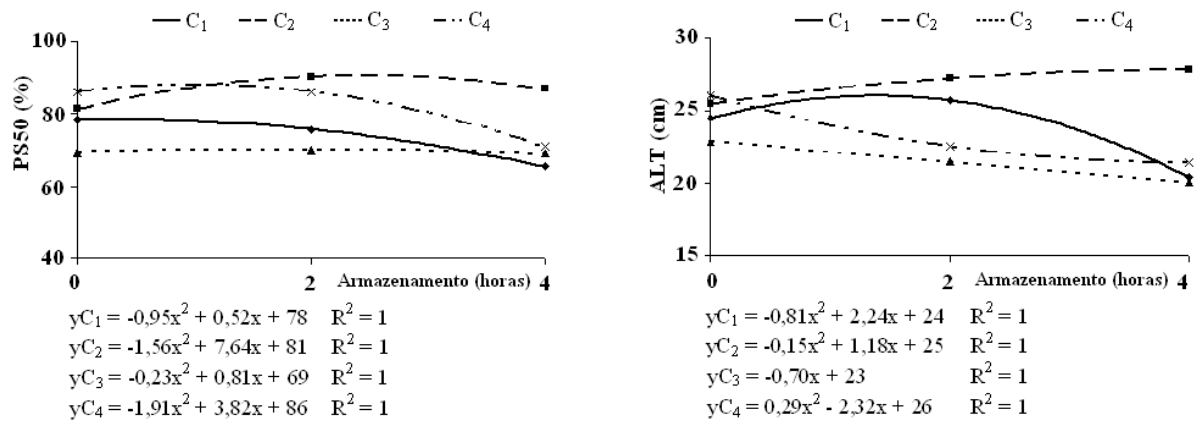 C₁ C₂ C₃ C₄
PS50 (%)
100
80
60
40
0 2 Armazenamento (horas) 4
yC₁ = -0,95x² + 0,52x + 78 R² = 1
yC₂ = -1,56x² + 7,64x + 81 R² = 1
yC₃ = -0,23x² + 0,81x + 69 R² = 1
yC₄ = -1,91x² + 3,82x + 86 R² = 1
C₁ C₂ C₃ C₄
ALT (cm)
30
25
20
15
0 2 Armazenamento (horas) 4
yC₁ = -0,81x² + 2,24x + 24 R² = 1
yC₂ = -0,15x² + 1,18x + 25 R² = 1
yC₃ = -0,70x + 23 R² = 1
yC₄ = 0,29x² - 2,32x + 26 R² = 1